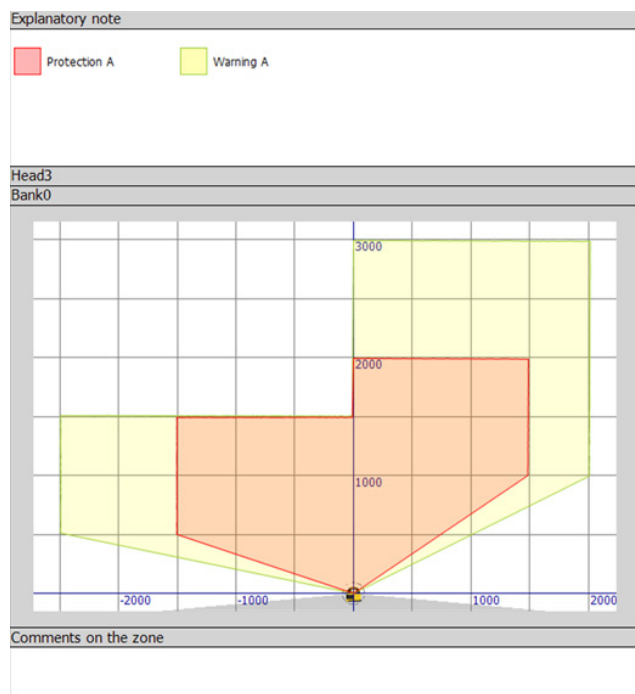 Explanatory note
Protection A Warning A
Head3
Bank0
3000
2000
1000
-2000 -1000 1000 2000
Comments on the zone